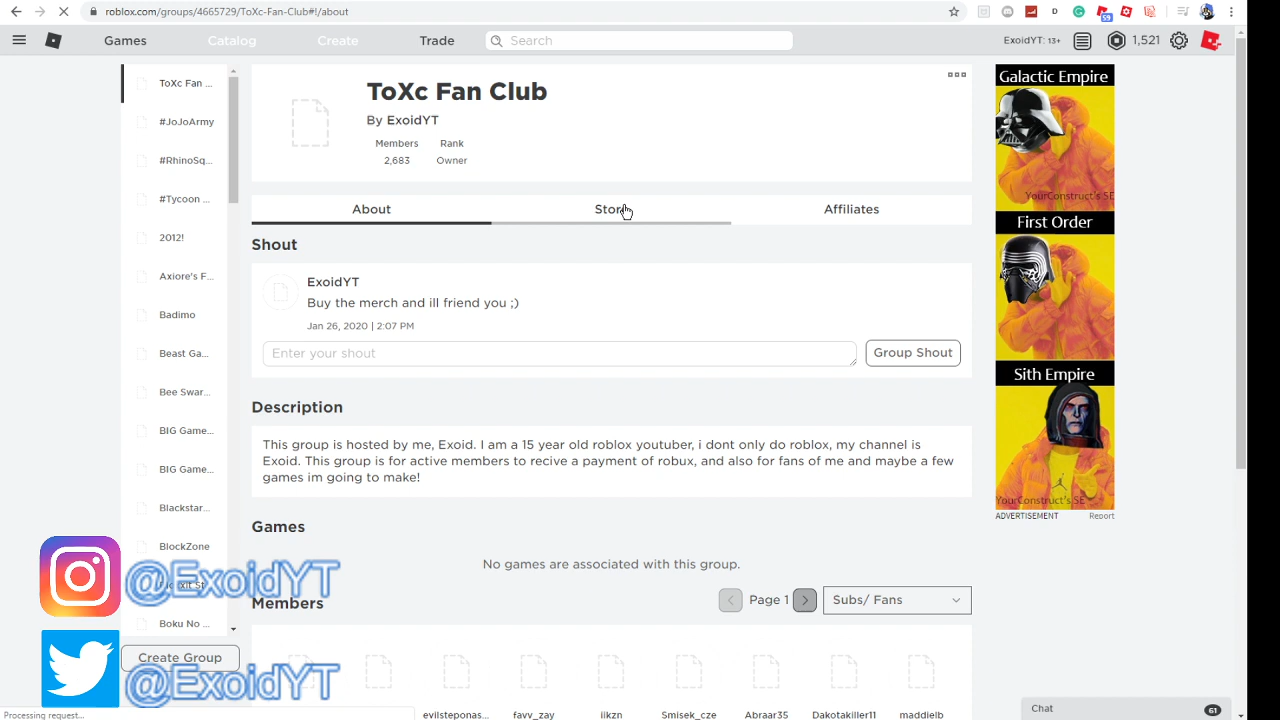 roblox.com/groups/4665729/ToXc-Fan-Club#!/about
59
Games
Catalog
Create
Trade
Search
ExoidYT: 13+
1,521
ToXc Fan ...
#JoJoArmy
#RhinoSq...
#Tycoon ...
2012!
Axiore's F...
Badimo
Beast Ga...
Bee Swar...
BIG Game...
BIG Game...
Blackstar...
BlockZone
Boku No ...
Create Group
ToXc Fan Club
By ExoidYT
Members Rank
2,683 Owner
About
Stor
Affiliates
Shout
ExoidYT
Buy the merch and ill friend you ;)
Jan 26, 2020 | 2:07 PM
Enter your shout
Group Shout
Description
This group is hosted by me, Exoid. I am a 15 year old roblox youtuber, i dont only do roblox, my channel is
Exoid. This group is for active members to recive a payment of robux, and also for fans of me and maybe a few
games im going to make!
Games
No games are associated with this group.
Members
Page 1
Subs/ Fans
evilsteponas... favv_zay iikzn Smisek_cze Abraar35 Dakotakiller11 maddielb
Galactic Empire
YourConstruct's SE
First Order
Sith Empire
YourConstruct's SE
ADVERTISEMENT
Report
@ExoidYT
@ExoidYT
Processing request...
Chat
61